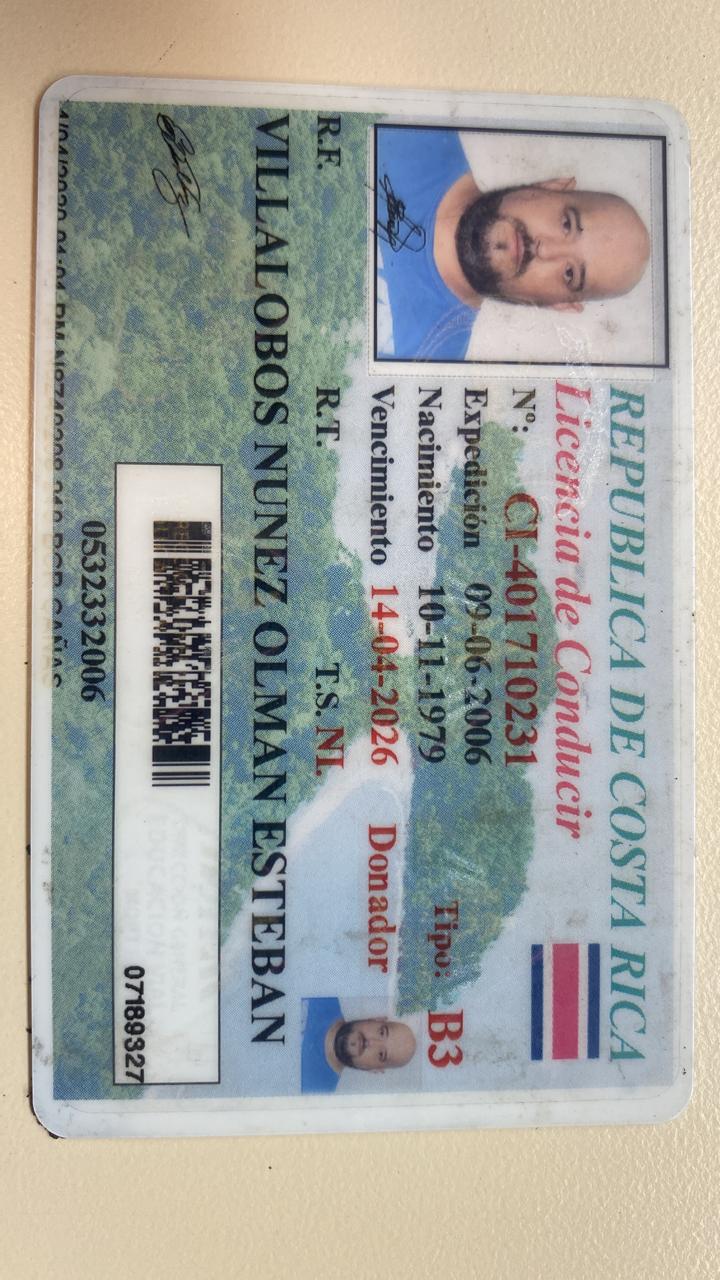 REPUBLICA DE COSTA RICA
Licencia de Conducir
Nº: CI-401710231
Expedición 09-06-2006
Nacimiento 10-11-1979
Vencimiento 14-04-2026
Tipo: B3
Donador
R.F. R.T. T.S. NI.
VILLALOBOS NUNEZ OLMAN ESTEBAN
07189327
0532332006